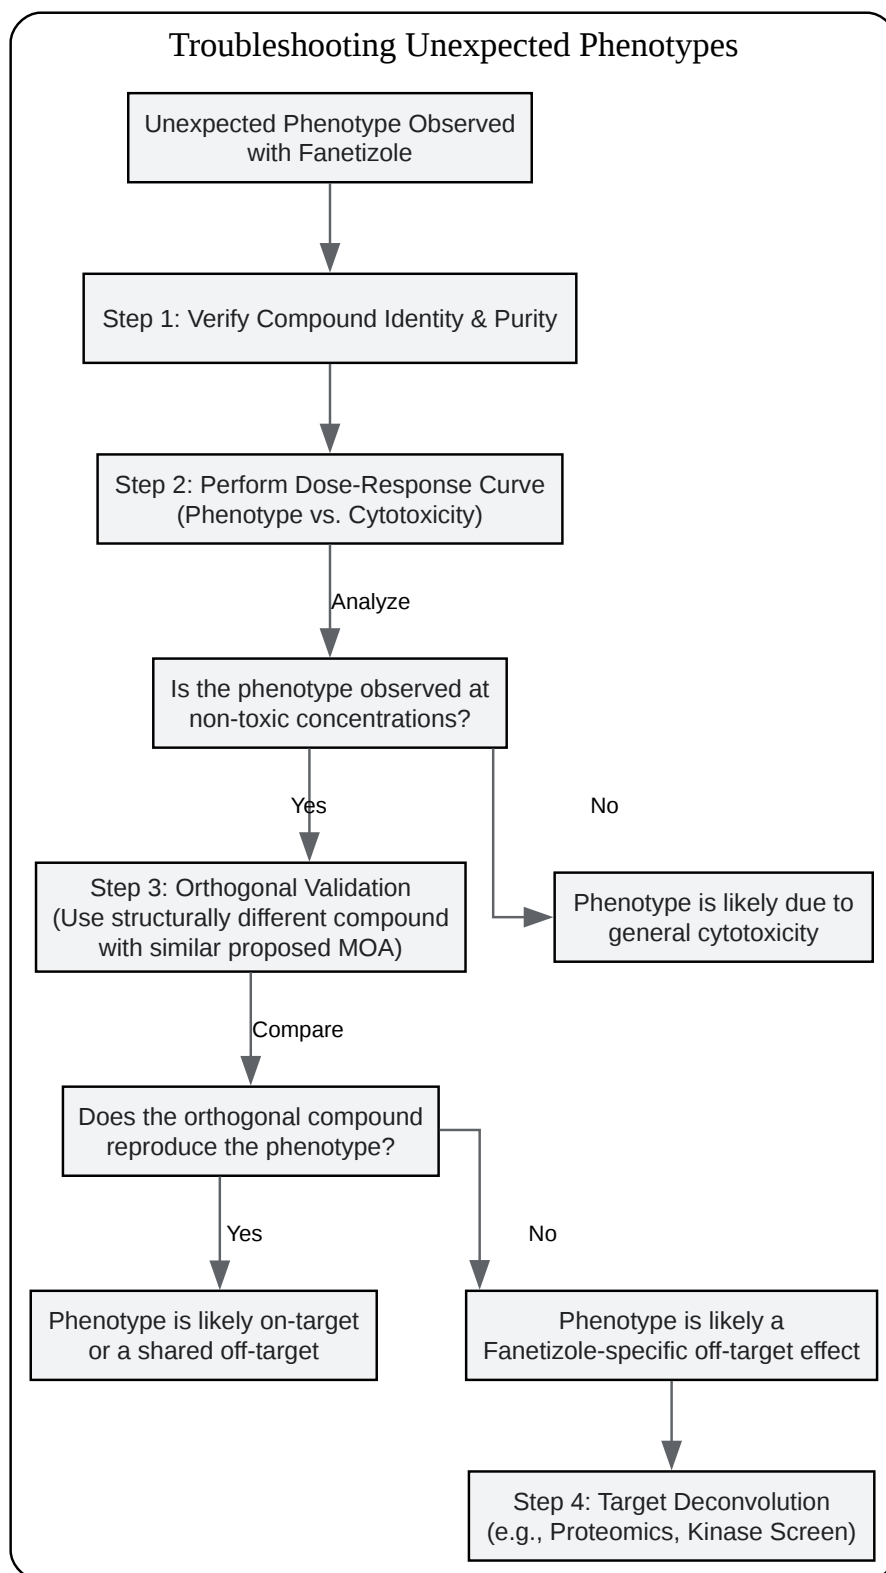 Troubleshooting Unexpected Phenotypes
Unexpected Phenotype Observed
with Fanetizole
Step 1: Verify Compound Identity & Purity
Step 2: Perform Dose-Response Curve
(Phenotype vs. Cytotoxicity)
Analyze
Is the phenotype observed at
non-toxic concentrations?
Yes
No
Step 3: Orthogonal Validation
(Use structurally different compound
with similar proposed MOA)
Phenotype is likely due to
general cytotoxicity
Compare
Does the orthogonal compound
reproduce the phenotype?
Yes
No
Phenotype is likely on-target
or a shared off-target
Phenotype is likely a
Fanetizole-specific off-target effect
Step 4: Target Deconvolution
(e.g., Proteomics, Kinase Screen)